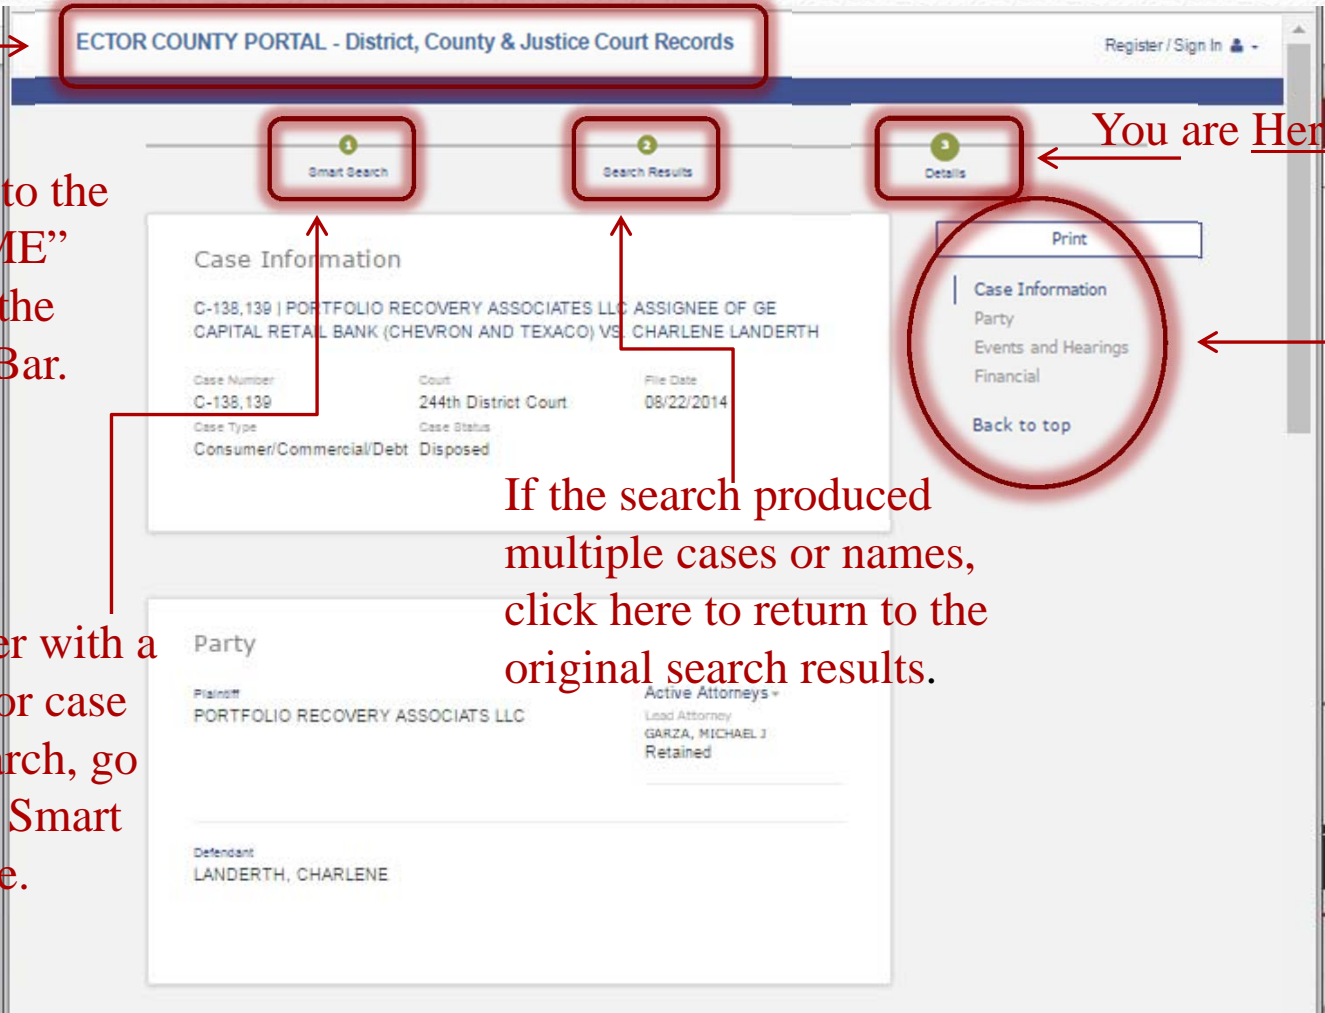 ECTOR COUNTY PORTAL - District, County & Justice Court Records
Register / Sign In
You are Her
1
Smart Search
2
Search Results
3
Details
to the
ME”
the
Bar.
Print
Case Information
Party
Events and Hearings
Financial
Back to top
Case Information
C-138,139 | PORTFOLIO RECOVERY ASSOCIATES LLC ASSIGNEE OF GE
CAPITAL RETAIL BANK (CHEVRON AND TEXACO) VS. CHARLENE LANDERTH
Case Number Court File Date
C-138,139 244th District Court 08/22/2014
Case Type Case Status
Consumer/Commercial/Debt Disposed
If the search produced
multiple cases or names,
click here to return to the
original search results.
er with a
or case
arch, go
Smart
e.
Party
Plaintiff
PORTFOLIO RECOVERY ASSOCIATS LLC
Active Attorneys
Lead Attorney
GARZA, MICHAEL J
Retained
Defendant
LANDERTH, CHARLENE